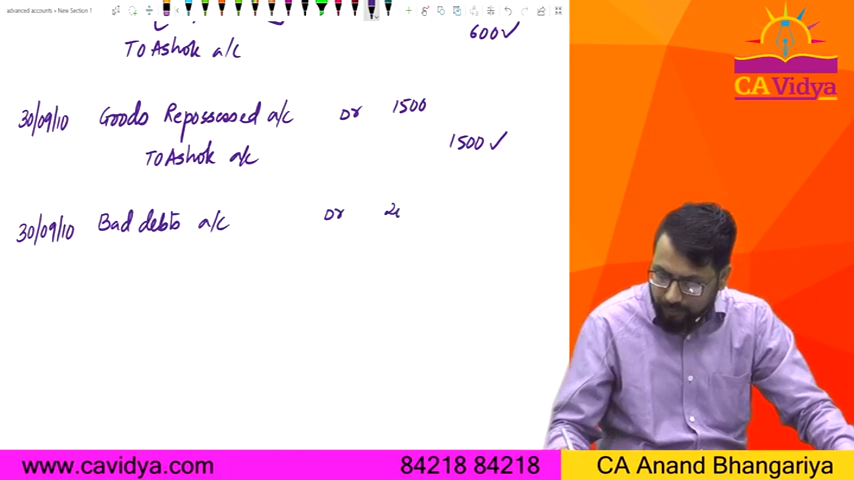 advanced accounts » New Section 1
600✓
To Ashok a/c
30/09/10 Goods Repossessed a/c Dr 1500
To Ashok a/c 1500✓
30/09/10 Bad debts a/c Dr
CA Vidya
www.cavidya.com 84218 84218 CA Anand Bhangariya